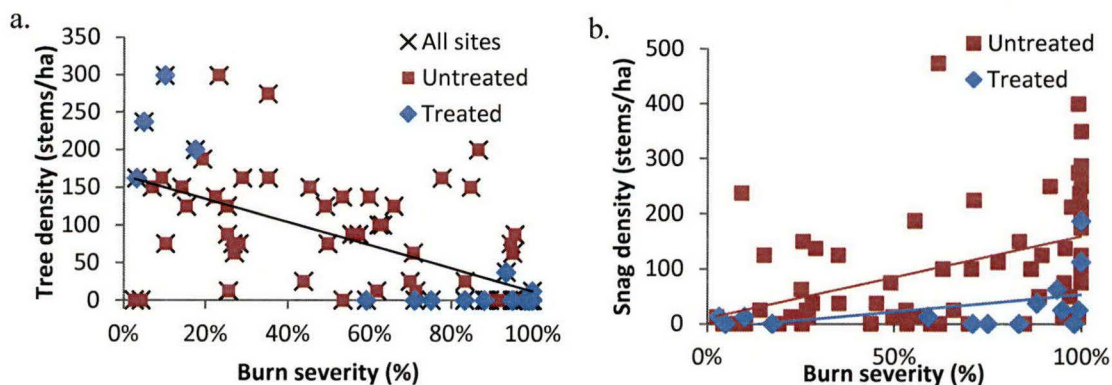 a.
350
300
250
200
150
100
50
0
Tree density (stems/ha)
All sites
Untreated
Treated
0% 20% 40% 60% 80% 100%
Burn severity (%)
b.
500
400
300
200
100
0
Snag density (stems/ha)
Untreated
Treated
0% 50% 100%
Burn severity (%)